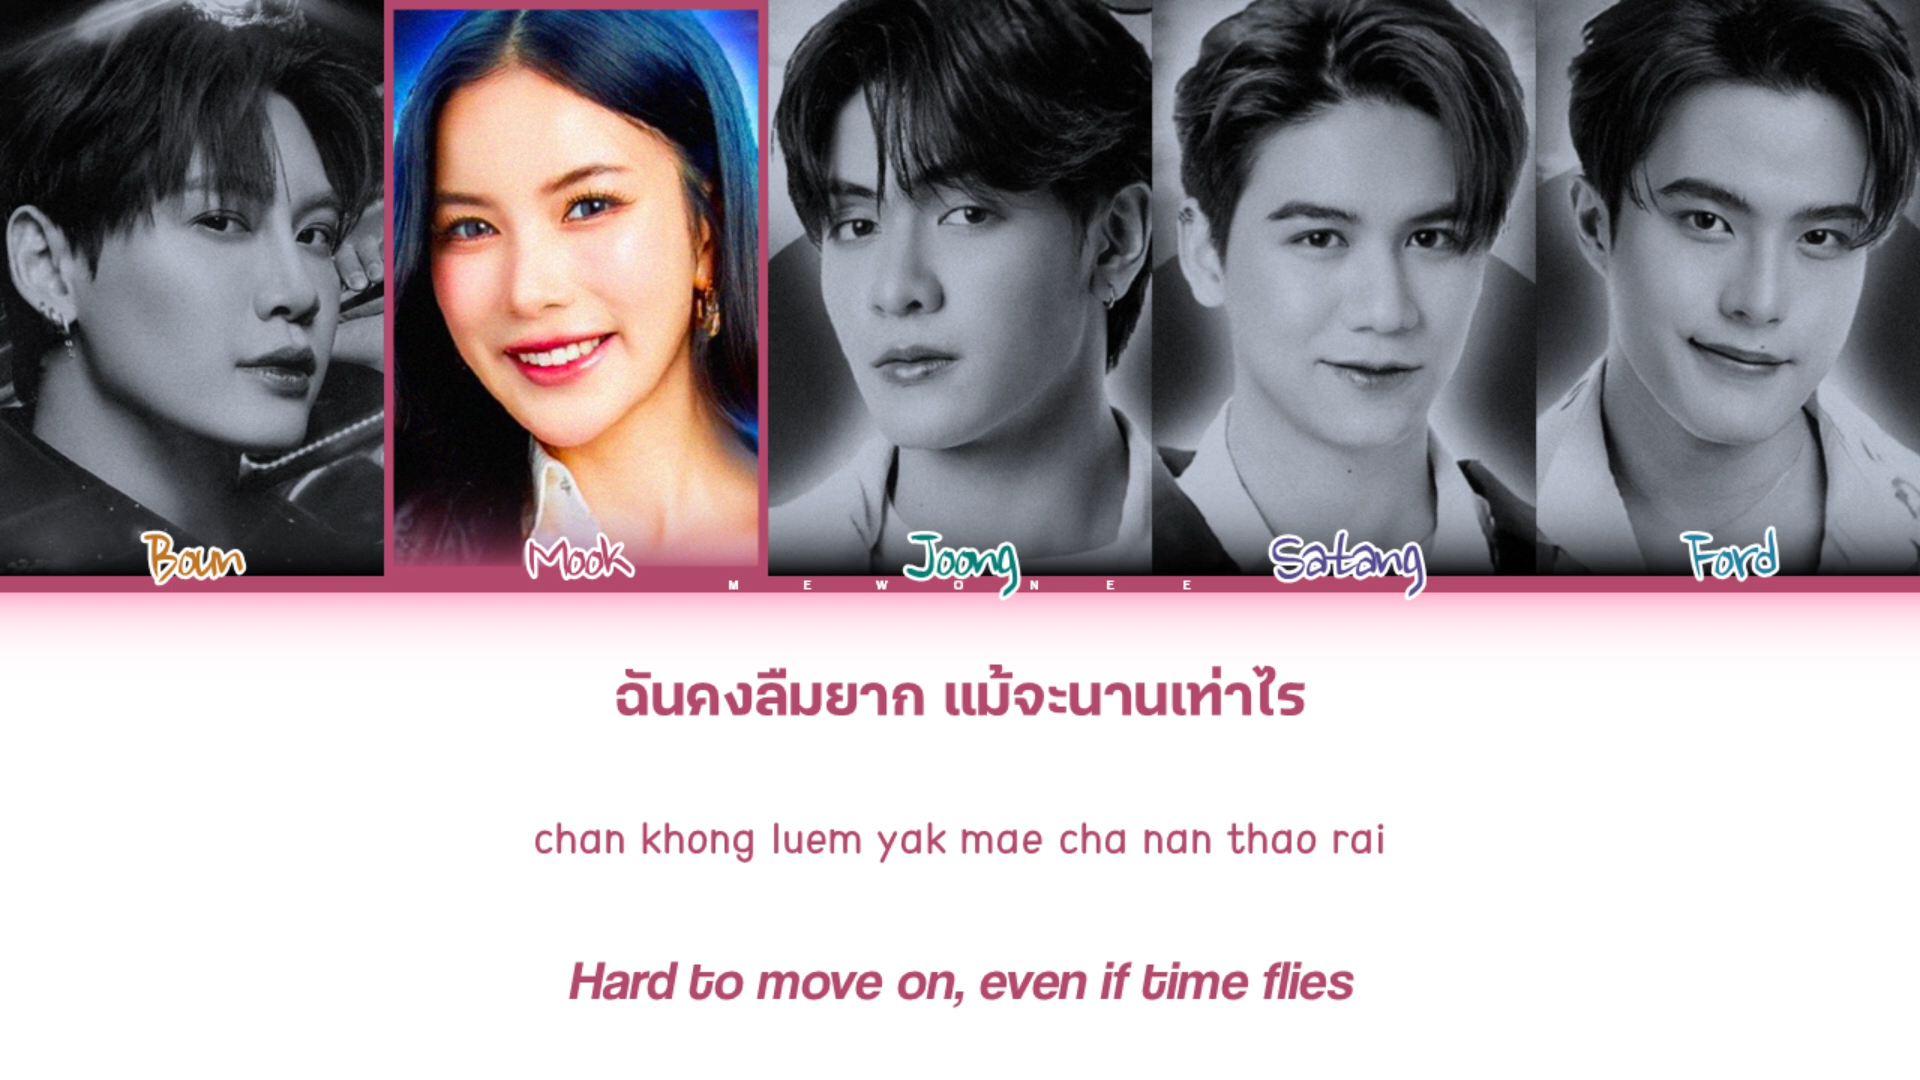 Boun Mook Joong Satang Ford
MEWONEE
ฉันคงลืมยาก แม้จะนานเท่าไร
chan khong luem yak mae cha nan thao rai
Hard to move on, even if time flies